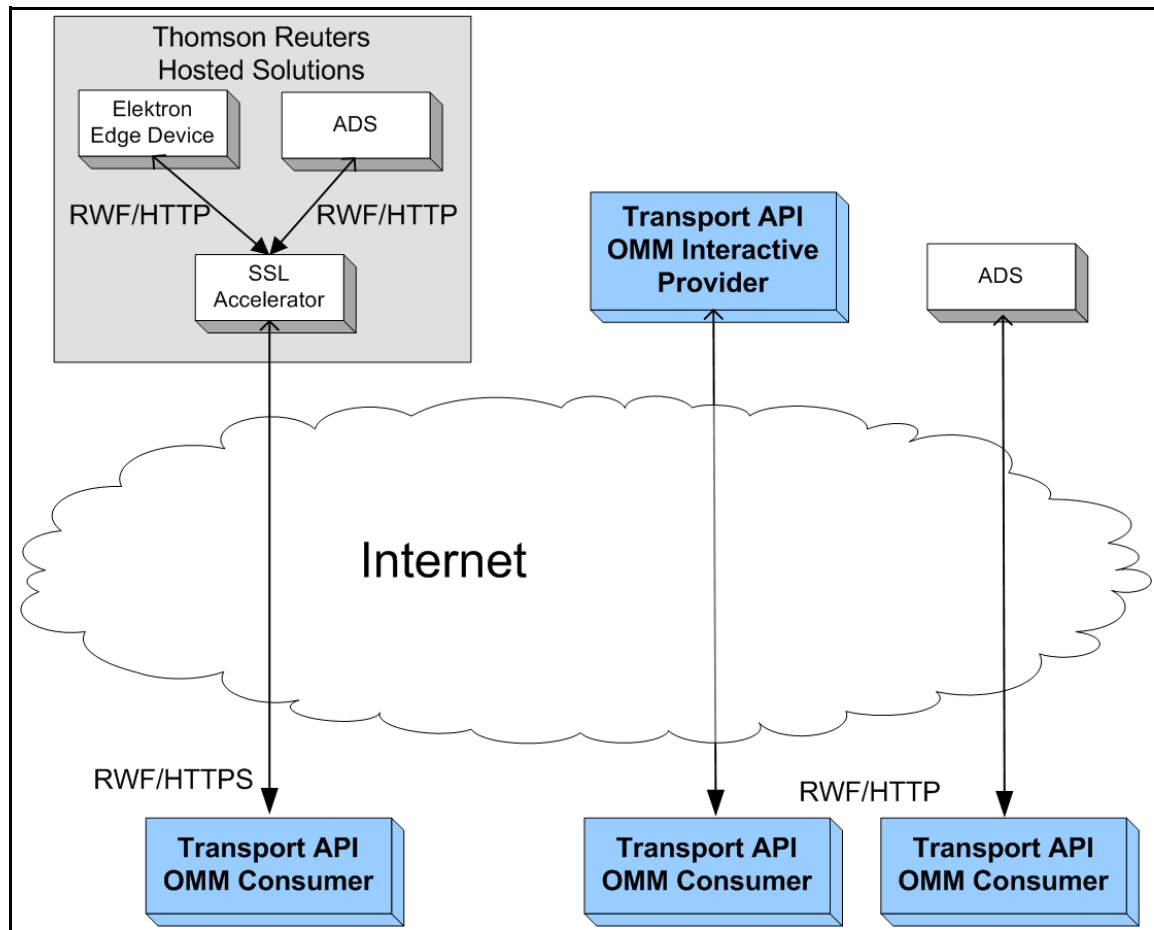 Thomson Reuters
Hosted Solutions
Elektron
Edge Device
ADS
RWF/HTTP
RWF/HTTP
SSL
Accelerator
Transport API
OMM Interactive
Provider
ADS
Internet
RWF/HTTPS
RWF/HTTP
Transport API
OMM Consumer
Transport API
OMM Consumer
Transport API
OMM Consumer